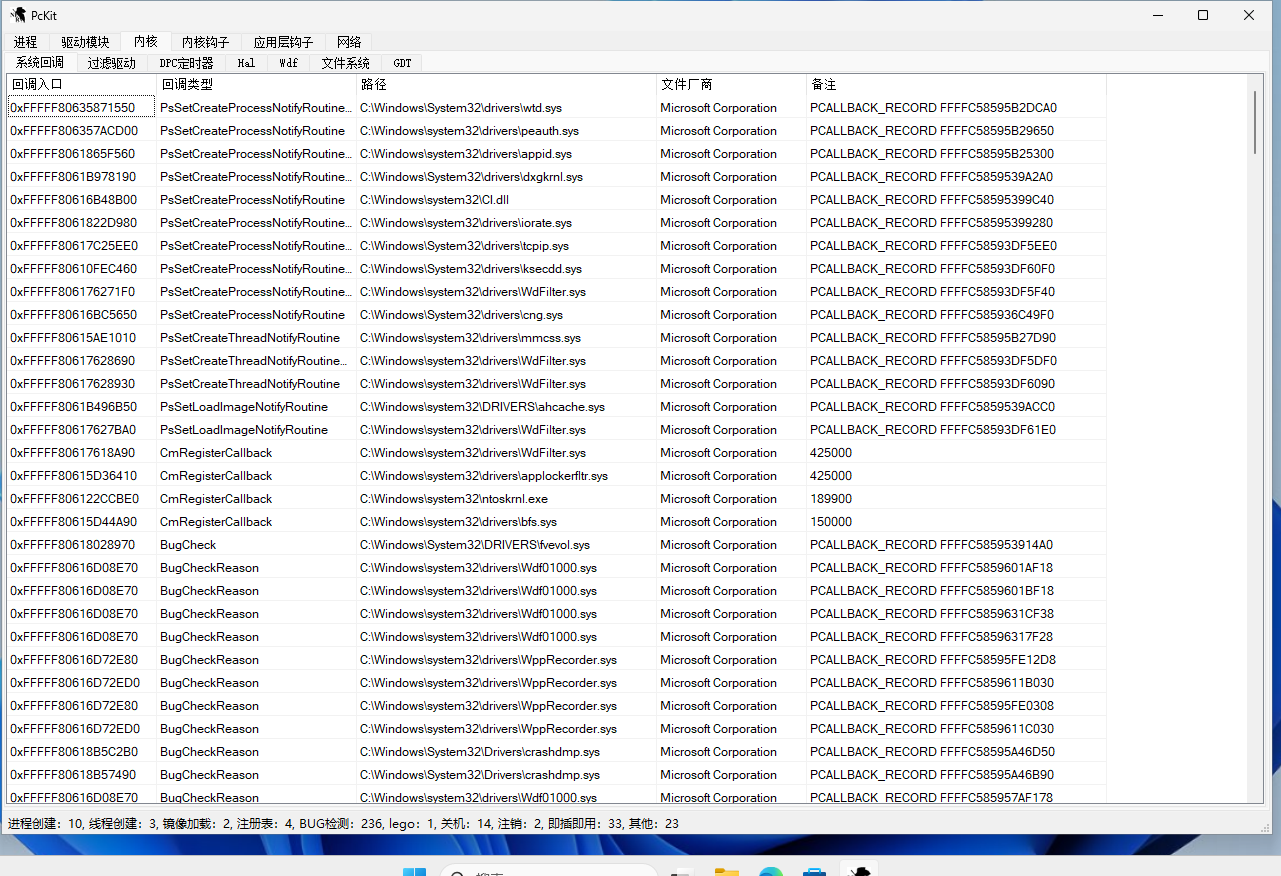 PcKit
进程 驱动模块 内核 内核钩子 应用层钩子 网络
系统回调 过滤驱动 DPC定时器 Hal Wdf 文件系统 GDT
回调入口 回调类型 路径 文件厂商 备注
0xFFFFF80635871550 PsSetCreateProcessNotifyRoutine... C:\Windows\System32\drivers\wtd.sys Microsoft Corporation PCALLBACK_RECORD FFFFC58595B2DCA0
0xFFFFF806357ACD00 PsSetCreateProcessNotifyRoutine C:\Windows\system32\drivers\peauth.sys Microsoft Corporation PCALLBACK_RECORD FFFFC58595B29650
0xFFFFF8061865F560 PsSetCreateProcessNotifyRoutine... C:\Windows\system32\drivers\appid.sys Microsoft Corporation PCALLBACK_RECORD FFFFC58595B25300
0xFFFFF8061B978190 PsSetCreateProcessNotifyRoutine... C:\Windows\System32\drivers\dxgkrnl.sys Microsoft Corporation PCALLBACK_RECORD FFFFC5859539A2A0
0xFFFFF80616B48B00 PsSetCreateProcessNotifyRoutine... C:\Windows\system32\CI.dll Microsoft Corporation PCALLBACK_RECORD FFFFC58595399C40
0xFFFFF8061822D980 PsSetCreateProcessNotifyRoutine... C:\Windows\system32\drivers\iorate.sys Microsoft Corporation PCALLBACK_RECORD FFFFC58595399280
0xFFFFF80617C25EE0 PsSetCreateProcessNotifyRoutine... C:\Windows\System32\drivers\tcpip.sys Microsoft Corporation PCALLBACK_RECORD FFFFC58593DF5EE0
0xFFFFF80610FEC460 PsSetCreateProcessNotifyRoutine... C:\Windows\System32\drivers\ksecdd.sys Microsoft Corporation PCALLBACK_RECORD FFFFC58593DF60F0
0xFFFFF806176271F0 PsSetCreateProcessNotifyRoutine... C:\Windows\system32\drivers\WdFilter.sys Microsoft Corporation PCALLBACK_RECORD FFFFC58593DF5F40
0xFFFFF80616BC5650 PsSetCreateProcessNotifyRoutine C:\Windows\System32\drivers\cng.sys Microsoft Corporation PCALLBACK_RECORD FFFFC585936C49F0
0xFFFFF80615AE1010 PsSetCreateThreadNotifyRoutine C:\Windows\system32\drivers\mmcss.sys Microsoft Corporation PCALLBACK_RECORD FFFFC58595B27D90
0xFFFFF80617628690 PsSetCreateThreadNotifyRoutine... C:\Windows\system32\drivers\WdFilter.sys Microsoft Corporation PCALLBACK_RECORD FFFFC58593DF5DF0
0xFFFFF80617628930 PsSetCreateThreadNotifyRoutine C:\Windows\system32\drivers\WdFilter.sys Microsoft Corporation PCALLBACK_RECORD FFFFC58593DF6090
0xFFFFF8061B496B50 PsSetLoadImageNotifyRoutine C:\Windows\system32\DRIVERS\ahcache.sys Microsoft Corporation PCALLBACK_RECORD FFFFC5859539ACC0
0xFFFFF80617627BA0 PsSetLoadImageNotifyRoutine C:\Windows\system32\drivers\WdFilter.sys Microsoft Corporation PCALLBACK_RECORD FFFFC58593DF61E0
0xFFFFF80617618A90 CmRegisterCallback C:\Windows\system32\drivers\WdFilter.sys Microsoft Corporation 425000
0xFFFFF80615D36410 CmRegisterCallback C:\Windows\system32\drivers\applockerfltr.sys Microsoft Corporation 425000
0xFFFFF806122CCBE0 CmRegisterCallback C:\Windows\system32\ntoskrnl.exe Microsoft Corporation 189900
0xFFFFF80615D44A90 CmRegisterCallback C:\Windows\system32\drivers\bfs.sys Microsoft Corporation 150000
0xFFFFF80618028970 BugCheck C:\Windows\System32\DRIVERS\fvevol.sys Microsoft Corporation PCALLBACK_RECORD FFFFC585953914A0
0xFFFFF80616D08E70 BugCheckReason C:\Windows\system32\drivers\Wdf01000.sys Microsoft Corporation PCALLBACK_RECORD FFFFC5859601AF18
0xFFFFF80616D08E70 BugCheckReason C:\Windows\system32\drivers\Wdf01000.sys Microsoft Corporation PCALLBACK_RECORD FFFFC5859601BF18
0xFFFFF80616D08E70 BugCheckReason C:\Windows\system32\drivers\Wdf01000.sys Microsoft Corporation PCALLBACK_RECORD FFFFC5859631CF38
0xFFFFF80616D08E70 BugCheckReason C:\Windows\system32\drivers\Wdf01000.sys Microsoft Corporation PCALLBACK_RECORD FFFFC58596317F28
0xFFFFF80616D72E80 BugCheckReason C:\Windows\system32\drivers\WppRecorder.sys Microsoft Corporation PCALLBACK_RECORD FFFFC58595FE12D8
0xFFFFF80616D72ED0 BugCheckReason C:\Windows\system32\drivers\WppRecorder.sys Microsoft Corporation PCALLBACK_RECORD FFFFC5859611B030
0xFFFFF80616D72E80 BugCheckReason C:\Windows\system32\drivers\WppRecorder.sys Microsoft Corporation PCALLBACK_RECORD FFFFC58595FE0308
0xFFFFF80616D72ED0 BugCheckReason C:\Windows\system32\drivers\WppRecorder.sys Microsoft Corporation PCALLBACK_RECORD FFFFC5859611C030
0xFFFFF80618B5C2B0 BugCheckReason C:\Windows\System32\Drivers\crashdmp.sys Microsoft Corporation PCALLBACK_RECORD FFFFC58595A46D50
0xFFFFF80618B57490 BugCheckReason C:\Windows\System32\Drivers\crashdmp.sys Microsoft Corporation PCALLBACK_RECORD FFFFC58595A46B90
0xFFFFF80616D08E70 BugCheckReason C:\Windows\system32\drivers\Wdf01000.sys Microsoft Corporation PCALLBACK_RECORD FFFFC585957AF178
进程创建：10, 线程创建：3, 镜像加载：2, 注册表：4, BUG检测：236, lego：1, 关机：14, 注销：2, 即插即用：33, 其他：23
搜索